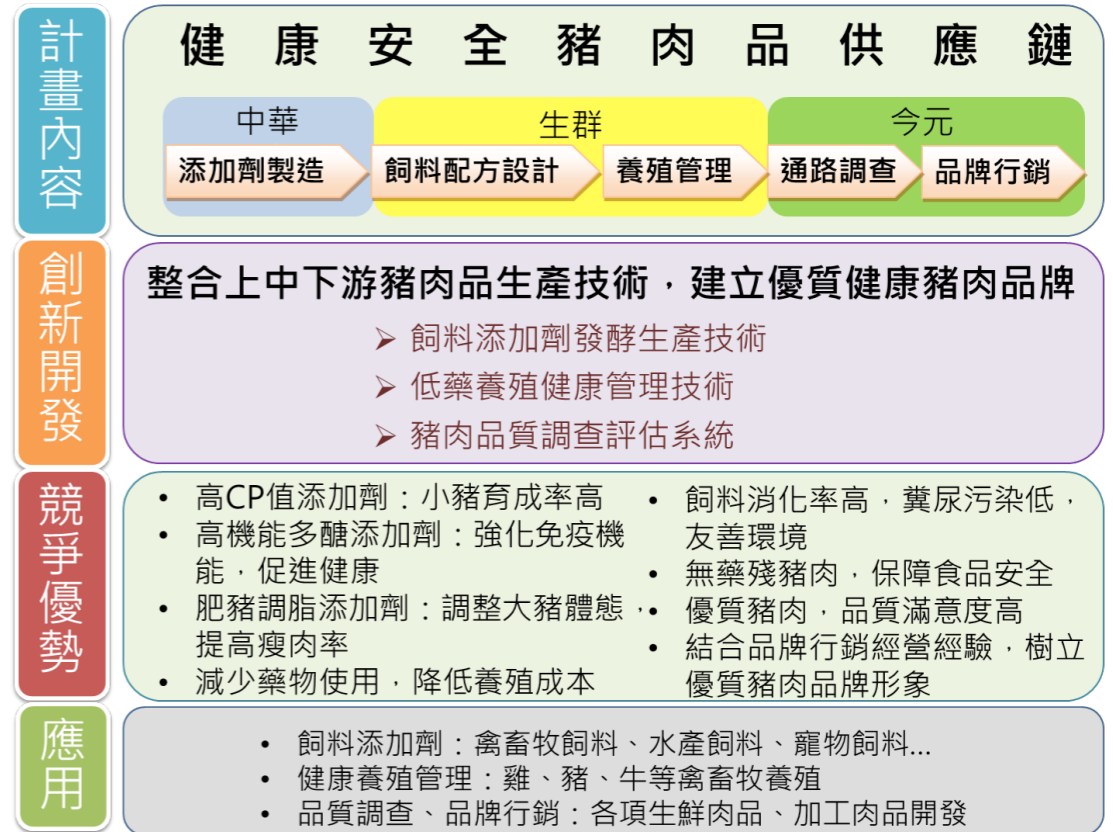 計畫內容
健康安全豬肉品供應鏈
中華
生群
今元
添加劑製造
飼料配方設計
養殖管理
通路調查
品牌行銷
創新開發
整合上中下游豬肉品生產技術，建立優質健康豬肉品牌
➢ 飼料添加劑發酵生產技術
➢ 低藥養殖健康管理技術
➢ 豬肉品質調查評估系統
競爭優勢
• 高CP值添加劑：小豬育成率高
• 高機能多醣添加劑：強化免疫機
能，促進健康
• 肥豬調脂添加劑：調整大豬體態，
提高瘦肉率
• 減少藥物使用，降低養殖成本
• 飼料消化率高，糞尿污染低，
友善環境
• 無藥殘豬肉，保障食品安全
• 優質豬肉，品質滿意度高
• 結合品牌行銷經營經驗，樹立
優質豬肉品牌形象
應用
• 飼料添加劑：禽畜牧飼料、水產飼料、寵物飼料...
• 健康養殖管理：雞、豬、牛等禽畜牧養殖
• 品質調查、品牌行銷：各項生鮮肉品、加工肉品開發